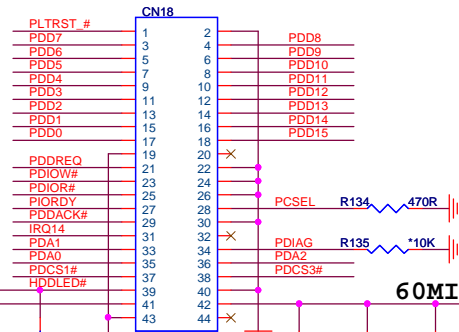 CN18
PLTRST_# 1 2
PDD7 3 4 PDD8
PDD6 5 6 PDD9
PDD5 7 8 PDD10
PDD4 9 10 PDD11
PDD3 11 12 PDD12
PDD2 13 14 PDD13
PDD1 15 16 PDD14
PDD0 17 18 PDD15
19 20
PDDREQ 21 22
PDIOW# 23 24
PDIOR# 25 26
PIORDY 27 28 PCSEL R134 470R
PDDACK# 29 30
IRQ14 31 32
PDA1 33 34 PDIAG R135 *10K
PDA0 35 36 PDA2
PDCS1# 37 38 PDCS3#
HDDLED# 39 40
41 42 60MI
43 44